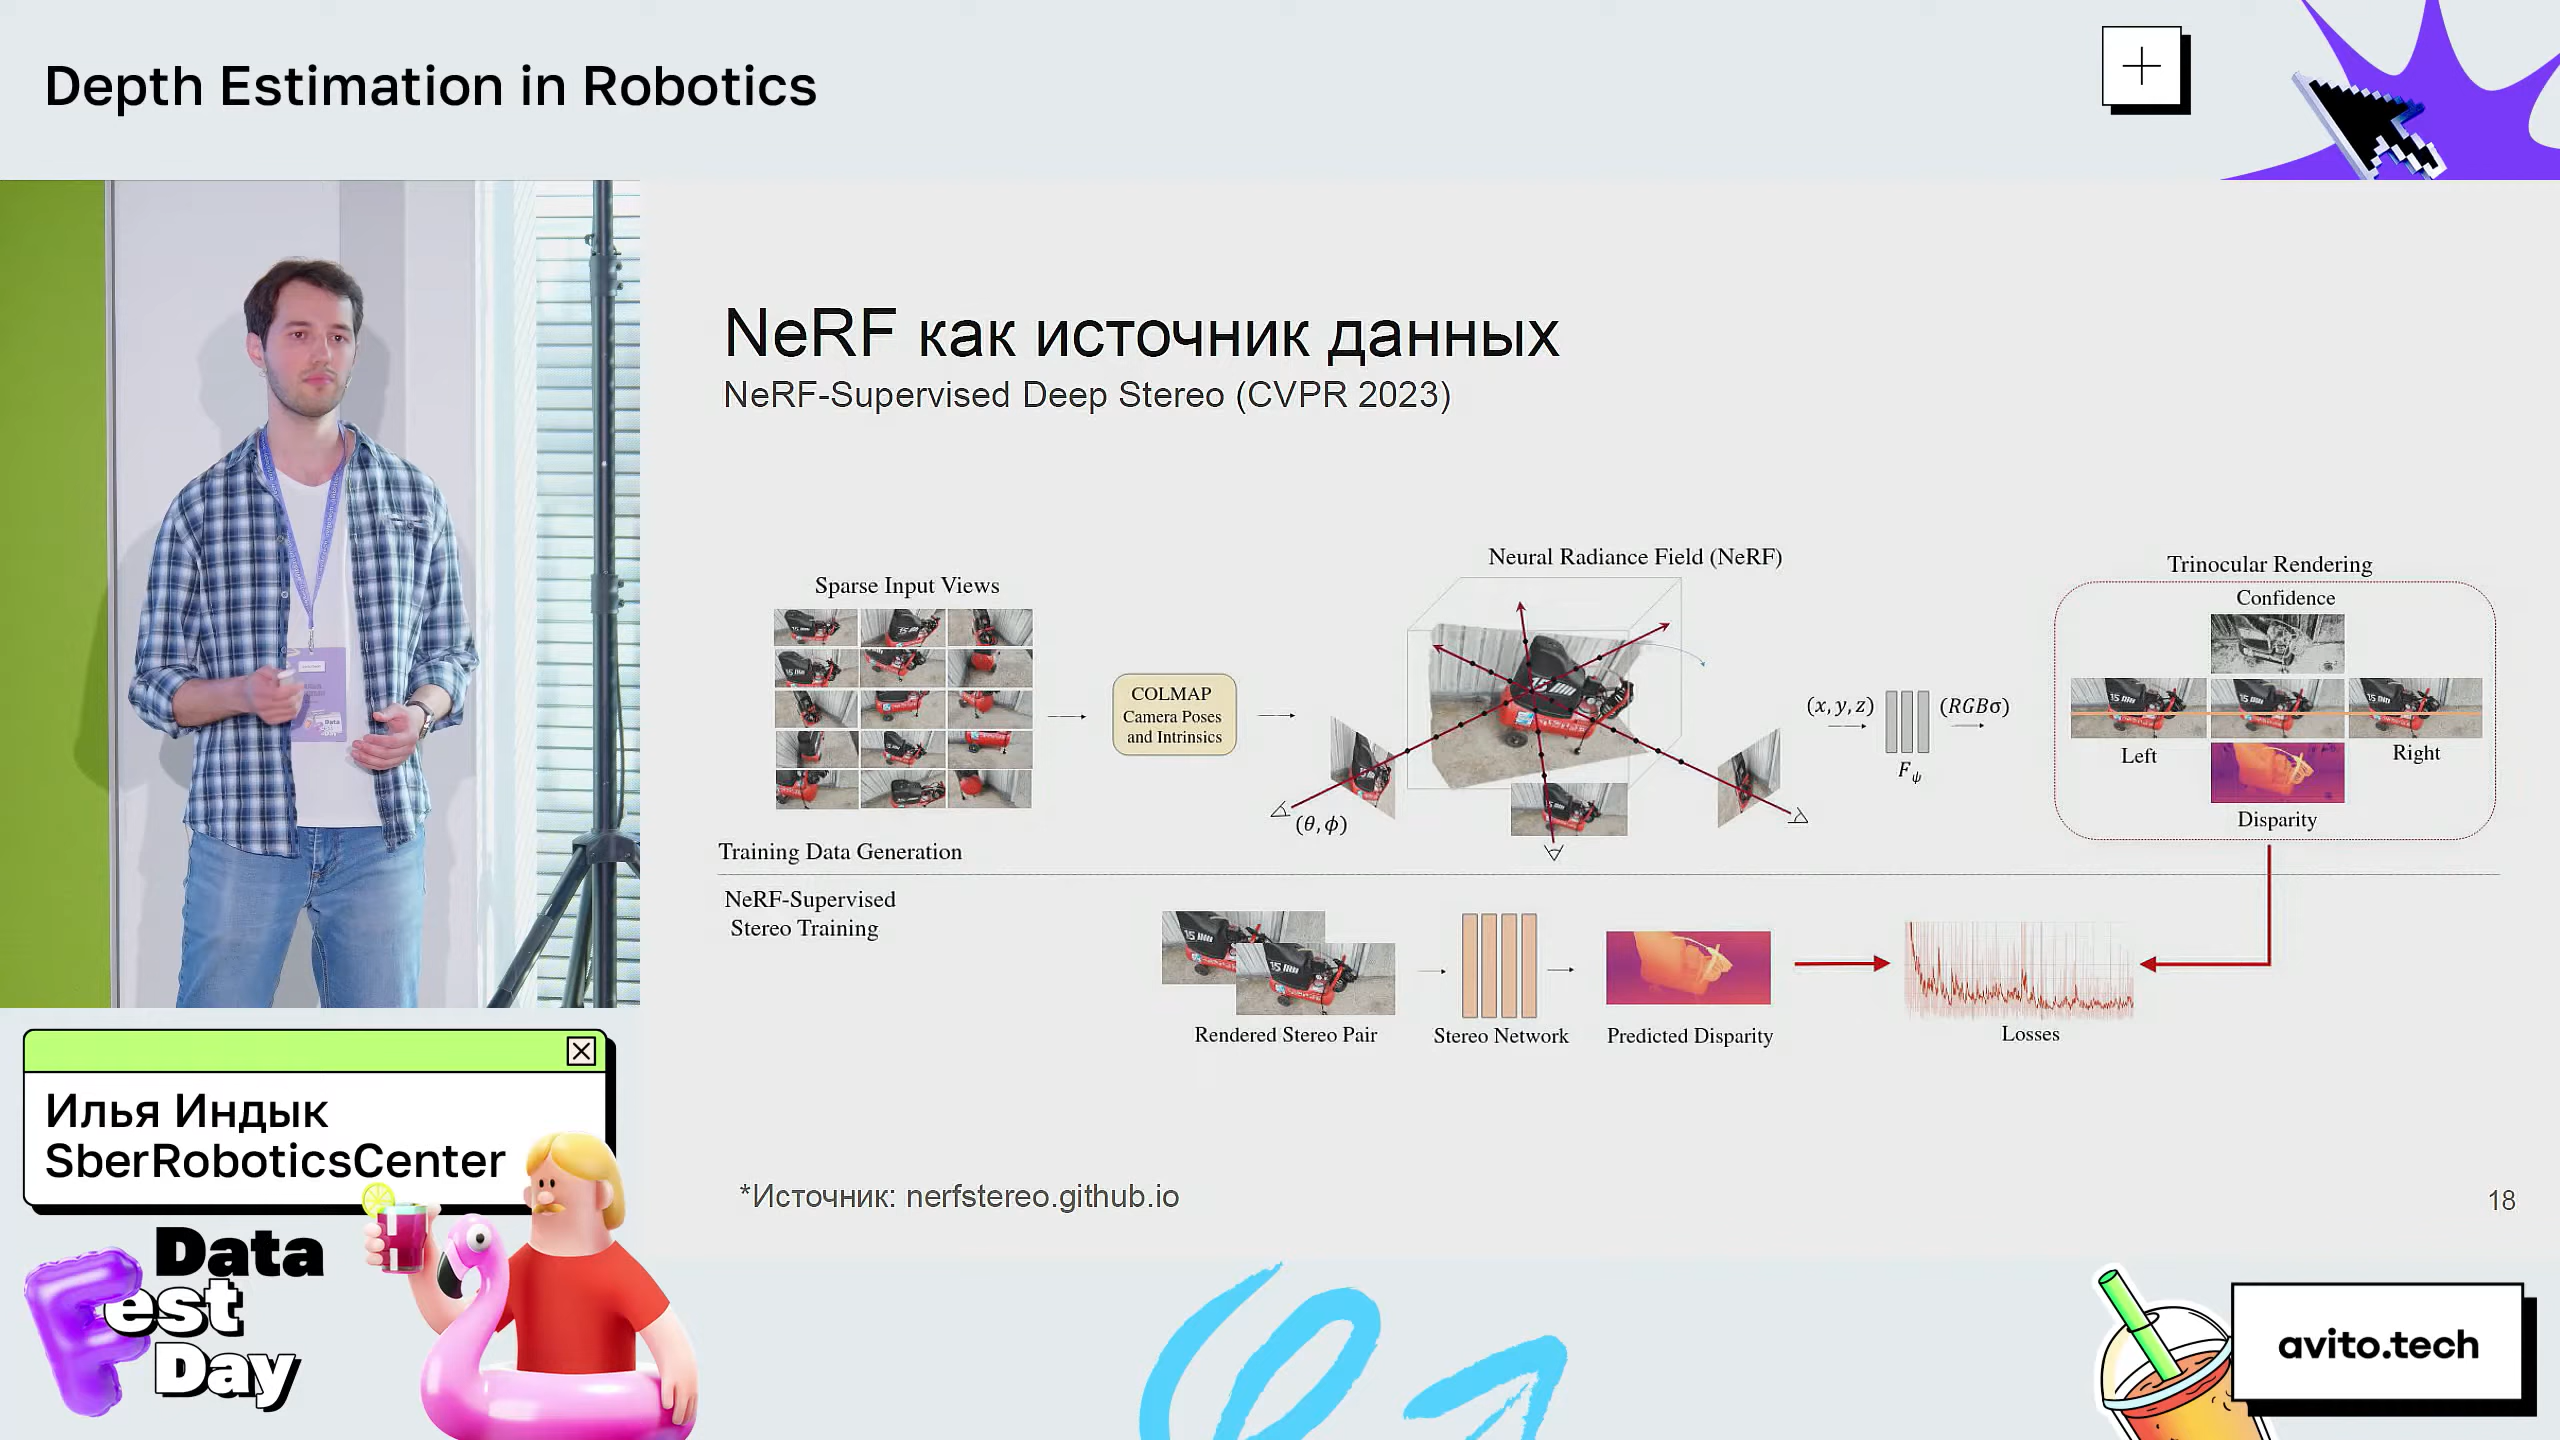 Depth Estimation in Robotics
NeRF как источник данных
NeRF-Supervised Deep Stereo (CVPR 2023)
Sparse Input Views
COLMAP
Camera Poses
and Intrinsics
Neural Radiance Field (NeRF)
(θ, ϕ)
(x, y, z)
(RGBσ)
Fψ
Trinocular Rendering
Confidence
Left
Right
Disparity
Training Data Generation
NeRF-Supervised
Stereo Training
Rendered Stereo Pair
Stereo Network
Predicted Disparity
Losses
*Источник: nerfstereo.github.io
18
Илья Индык
SberRoboticsCenter
Data
Fest
Day
avito.tech